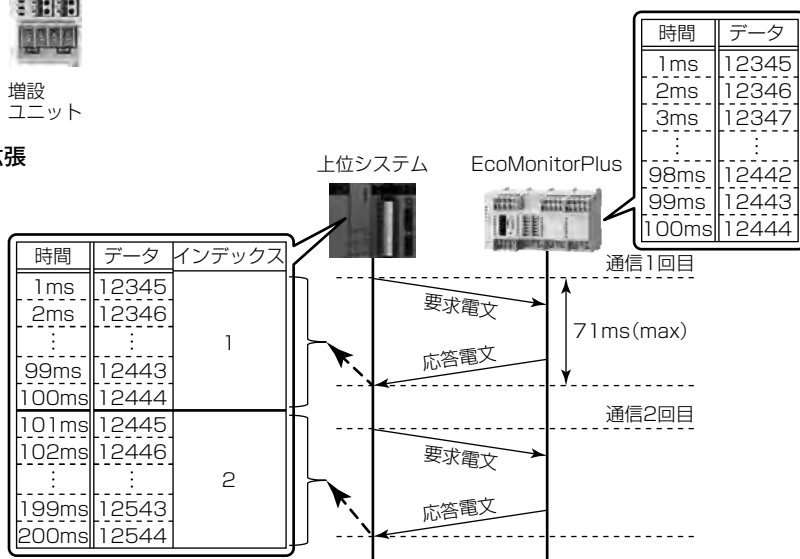 増設
ユニット
張
上位システム
EcoMonitorPlus
時間 データ
1ms 12345
2ms 12346
3ms 12347
⋮ ⋮
98ms 12442
99ms 12443
100ms 12444
時間 データ インデックス
1ms 12345
2ms 12346
⋮ ⋮
1
99ms 12443
100ms 12444
101ms 12445
102ms 12446
⋮ ⋮
2
199ms 12543
200ms 12544
通信1回目
要求電文
71ms(max)
応答電文
通信2回目
要求電文
応答電文